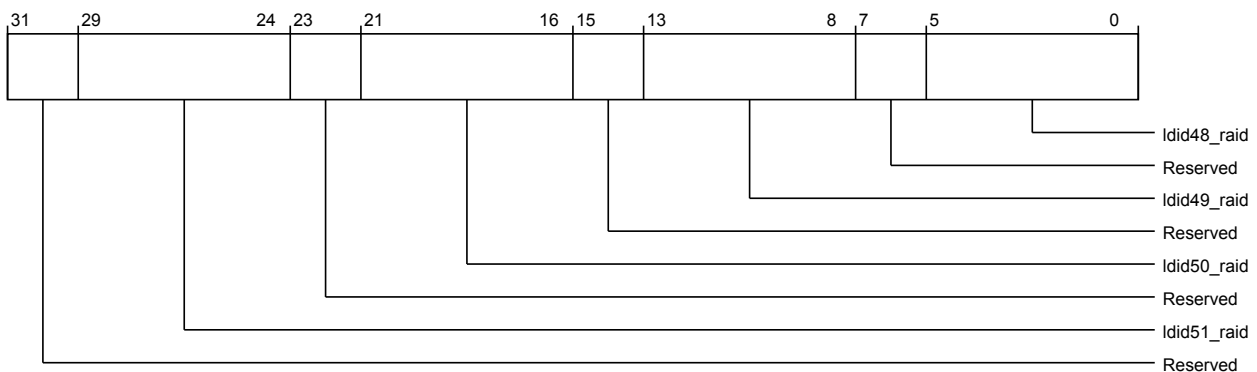 31 29 24 23 21 16 15 13 8 7 5 0
ldid48_raid
Reserved
ldid49_raid
Reserved
ldid50_raid
Reserved
ldid51_raid
Reserved